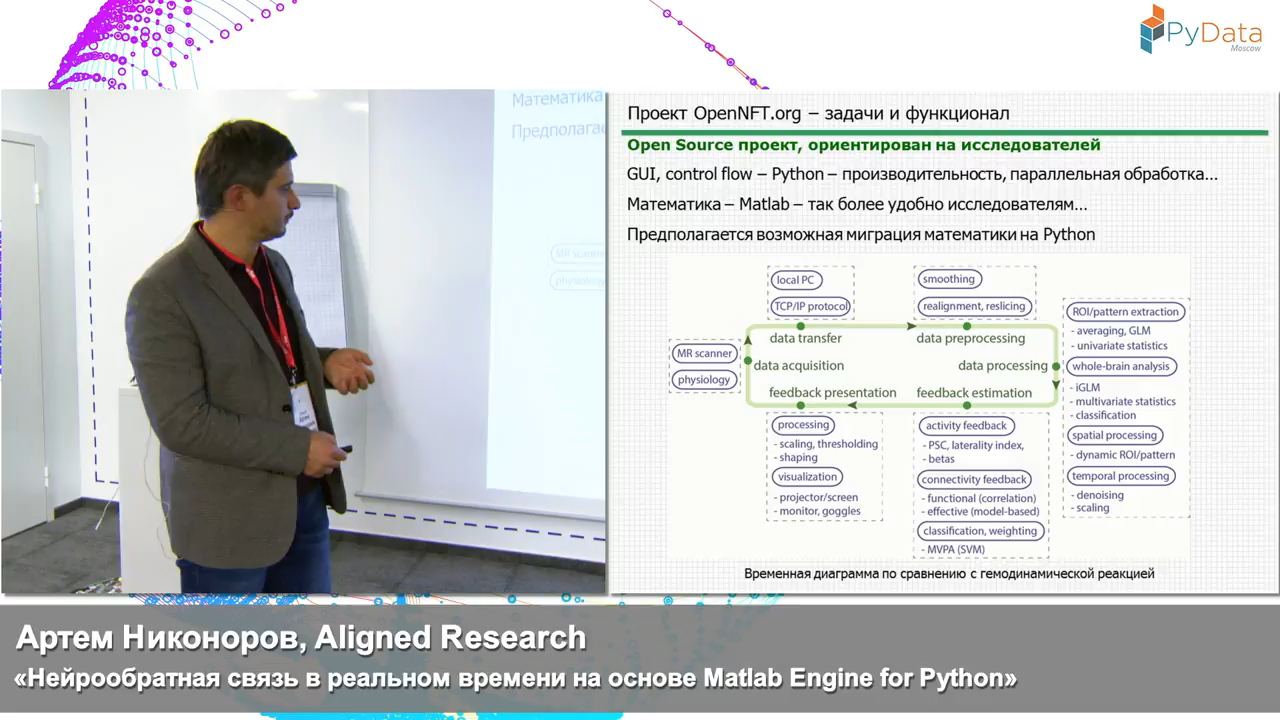 PyData
Moscow
Математика
Предполагае
MR scanne
physiology
Проект OpenNFT.org – задачи и функционал
Open Source проект, ориентирован на исследователей
GUI, control flow – Python – производительность, параллельная обработка...
Математика – Matlab – так более удобно исследователям...
Предполагается возможная миграция математики на Python
local PC
TCP/IP protocol
smoothing
realignment, reslicing
MR scanner
physiology
data transfer
data acquisition
feedback presentation
data preprocessing
data processing
feedback estimation
ROI/pattern extraction
- averaging, GLM
- univariate statistics
whole-brain analysis
- iGLM
- multivariate statistics
- classification
spatial processing
- dynamic ROI/pattern
temporal processing
- denoising
- scaling
processing
- scaling, thresholding
- shaping
visualization
- projector/screen
- monitor, goggles
activity feedback
- PSC, laterality index,
- betas
connectivity feedback
- functional (correlation)
- effective (model-based)
classification, weighting
- MVPA (SVM)
Временная диаграмма по сравнению с гемодинамической реакцией
Артем Никоноров, Aligned Research
«Нейрообратная связь в реальном времени на основе Matlab Engine for Python»